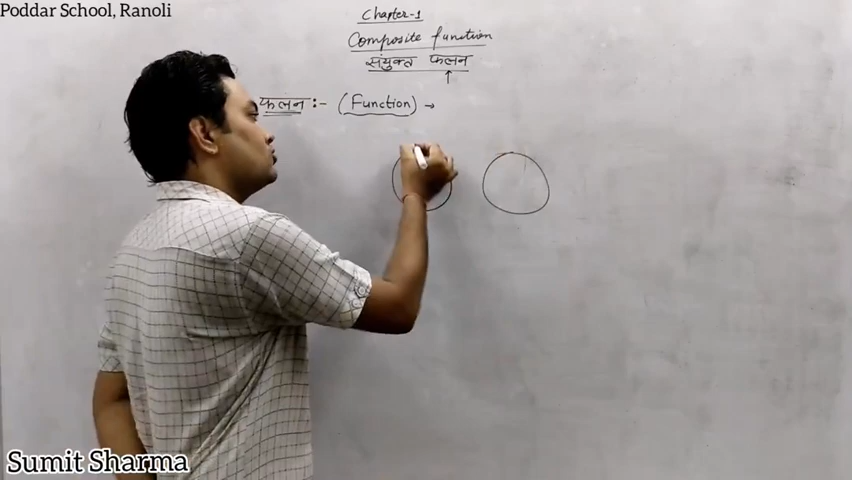 Poddar School, Ranoli
Chapter-1
Composite function
संयुक्त फलन
फलन :- (Function) →
Sumit Sharma